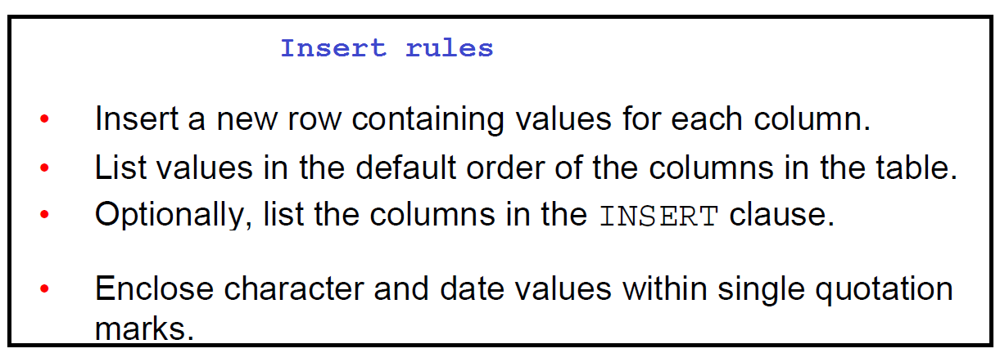 Insert rules
• Insert a new row containing values for each column.
• List values in the default order of the columns in the table.
• Optionally, list the columns in the INSERT clause.
• Enclose character and date values within single quotation
marks.